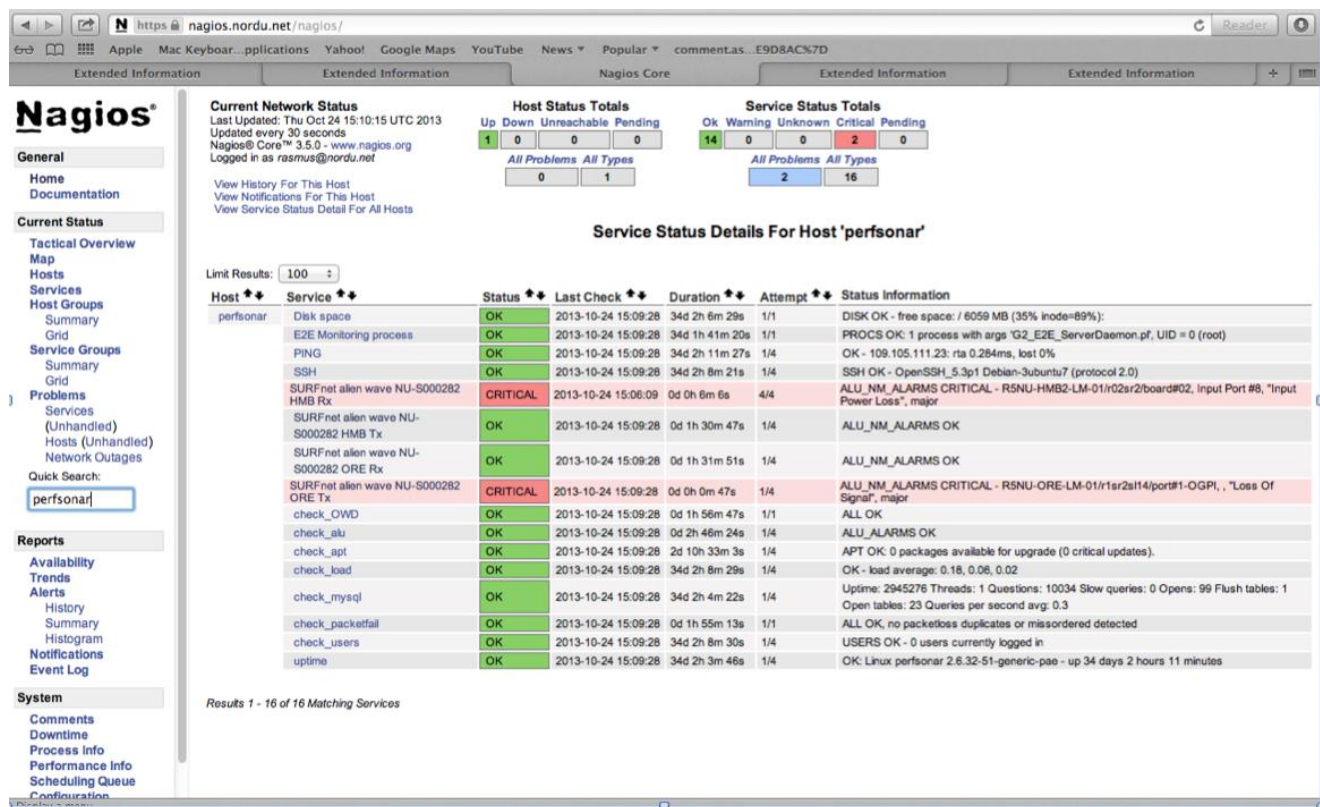 N https nagios.nordu.net/nagios/ Reader
Apple Mac Keyboar...pplications Yahoo! Google Maps YouTube News Popular comment.as...E9D8AC%7D
Extended Information Extended Information Nagios Core Extended Information Extended Information
Nagios®
General
Home
Documentation
Current Status
Tactical Overview
Map
Hosts
Services
Host Groups
Summary
Grid
Service Groups
Summary
Grid
Problems
Services
(Unhandled)
Hosts (Unhandled)
Network Outages
Quick Search:
perfsonar
Reports
Availability
Trends
Alerts
History
Summary
Histogram
Notifications
Event Log
System
Comments
Downtime
Process Info
Performance Info
Scheduling Queue
Configuration
Display a menu
Current Network Status
Last Updated: Thu Oct 24 15:10:15 UTC 2013
Updated every 30 seconds
Nagios® Core™ 3.5.0 - www.nagios.org
Logged in as rasmus@nordu.net
View History For This Host
View Notifications For This Host
View Service Status Detail For All Hosts
Host Status Totals
Up Down Unreachable Pending
1 0 0 0
All Problems All Types
0 1
Service Status Totals
Ok Warning Unknown Critical Pending
14 0 0 2 0
All Problems All Types
2 16
Service Status Details For Host 'perfsonar'
Limit Results: 100
Host Service Status Last Check Duration Attempt Status Information
perfsonar Disk space OK 2013-10-24 15:09:28 34d 2h 6m 29s 1/1 DISK OK - free space: / 6059 MB (35% inode=89%):
E2E Monitoring process OK 2013-10-24 15:09:28 34d 1h 41m 20s 1/1 PROCS OK: 1 process with args 'G2_E2E_ServerDaemon.pl', UID = 0 (root)
PING OK 2013-10-24 15:09:28 34d 2h 11m 27s 1/4 OK - 109.105.111.23: rta 0.284ms, lost 0%
SSH OK 2013-10-24 15:09:28 34d 2h 8m 21s 1/4 SSH OK - OpenSSH_5.3p1 Debian-3ubuntu7 (protocol 2.0)
SURFnet alien wave NU-S000282 CRITICAL 2013-10-24 15:06:09 0d 0h 6m 6s 4/4 ALU_NM_ALARMS CRITICAL - R5NU-HMB2-LM-01/r02sr2/board#02, Input Port #8, "Input
HMB Rx Power Loss", major
SURFnet alien wave NU-
S000282 HMB Tx OK 2013-10-24 15:09:28 0d 1h 30m 47s 1/4 ALU_NM_ALARMS OK
SURFnet alien wave NU-
S000282 ORE Rx OK 2013-10-24 15:09:28 0d 1h 31m 51s 1/4 ALU_NM_ALARMS OK
SURFnet alien wave NU-S000282 CRITICAL 2013-10-24 15:09:28 0d 0h 0m 47s 1/4 ALU_NM_ALARMS CRITICAL - R5NU-ORE-LM-01/r1sr2sl14/port#1-OGPI, , "Loss Of
ORE Tx Signal", major
check_OWD OK 2013-10-24 15:09:28 0d 1h 56m 47s 1/1 ALL OK
check_alu OK 2013-10-24 15:09:28 0d 2h 46m 24s 1/4 ALU_ALARMS OK
check_apt OK 2013-10-24 15:09:28 2d 10h 33m 3s 1/4 APT OK: 0 packages available for upgrade (0 critical updates).
check_load OK 2013-10-24 15:09:28 34d 2h 8m 29s 1/4 OK - load average: 0.18, 0.06, 0.02
check_mysql OK 2013-10-24 15:09:28 34d 2h 4m 22s 1/4 Uptime: 2945276 Threads: 1 Questions: 10034 Slow queries: 0 Opens: 99 Flush tables: 1
Open tables: 23 Queries per second avg: 0.3
check_packetfail OK 2013-10-24 15:09:28 0d 1h 55m 13s 1/1 ALL OK, no packetloss duplicates or missordered detected
check_users OK 2013-10-24 15:09:28 34d 2h 8m 30s 1/4 USERS OK - 0 users currently logged in
uptime OK 2013-10-24 15:09:28 34d 2h 3m 46s 1/4 OK: Linux perfsonar 2.6.32-51-generic-pae - up 34 days 2 hours 11 minutes
Results 1 - 16 of 16 Matching Services